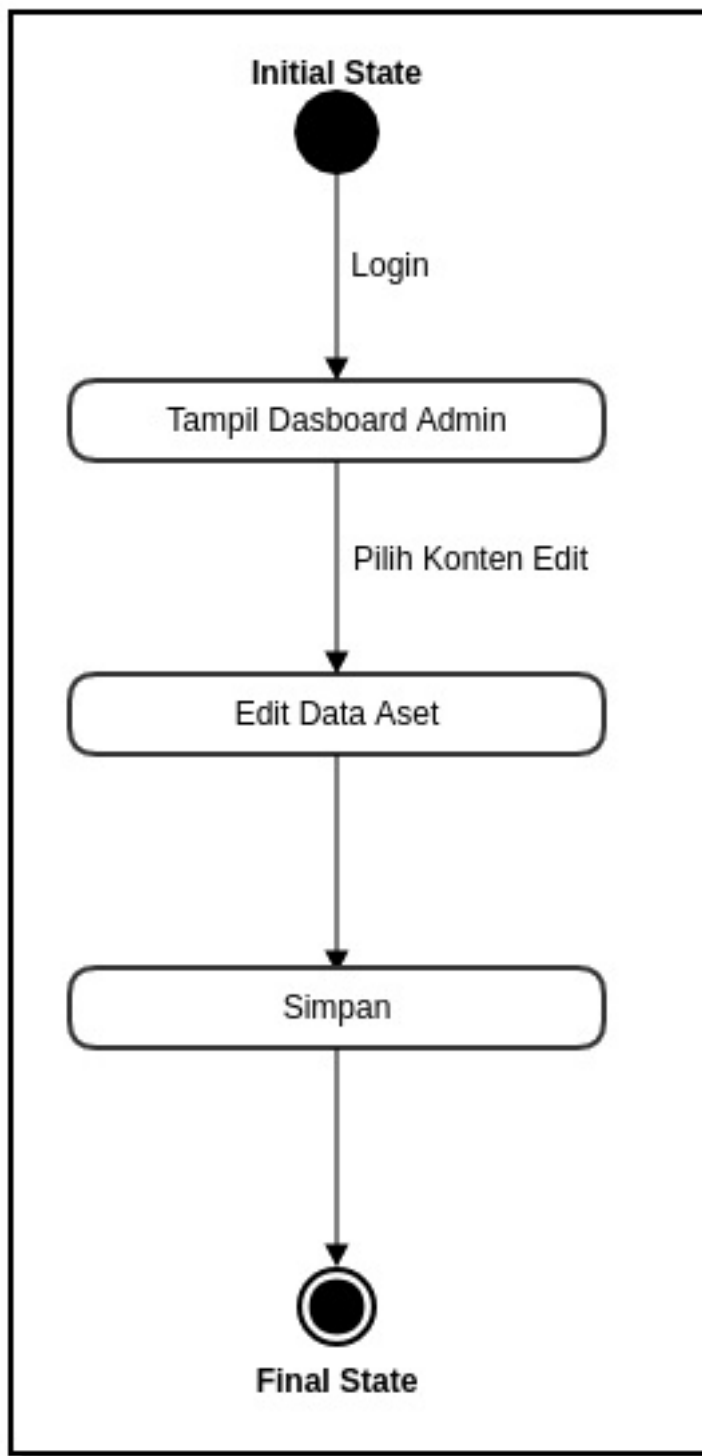 Initial State
Login
Tampil Dasboard Admin
Pilih Konten Edit
Edit Data Aset
Simpan
Final State